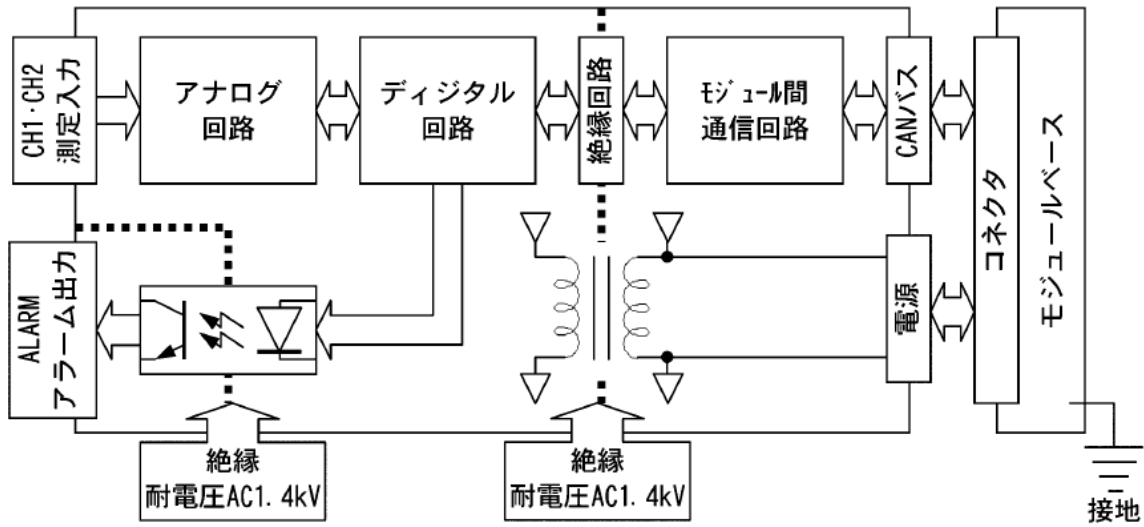 CH1・CH2
測定入力
アナログ
回路
ディジタル
回路
絶縁回路
ﾓｼﾞｭｰﾙ間
通信回路
CANバス
コネクタ
モジュールベース
ALARM
アラーム出力
電源
絶縁
耐電圧AC1.4kV
絶縁
耐電圧AC1.4kV
接地